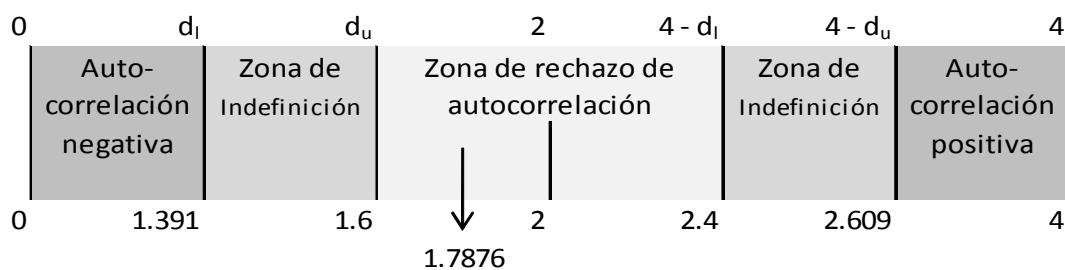 0 dl du 2 4 - dl 4 - du 4
Auto- Zona de Zona de rechazo de Zona de Auto-
correlación Indefinición autocorrelación Indefinición correlación
negativa positiva
0 1.391 1.6 2 2.4 2.609 4
1.7876